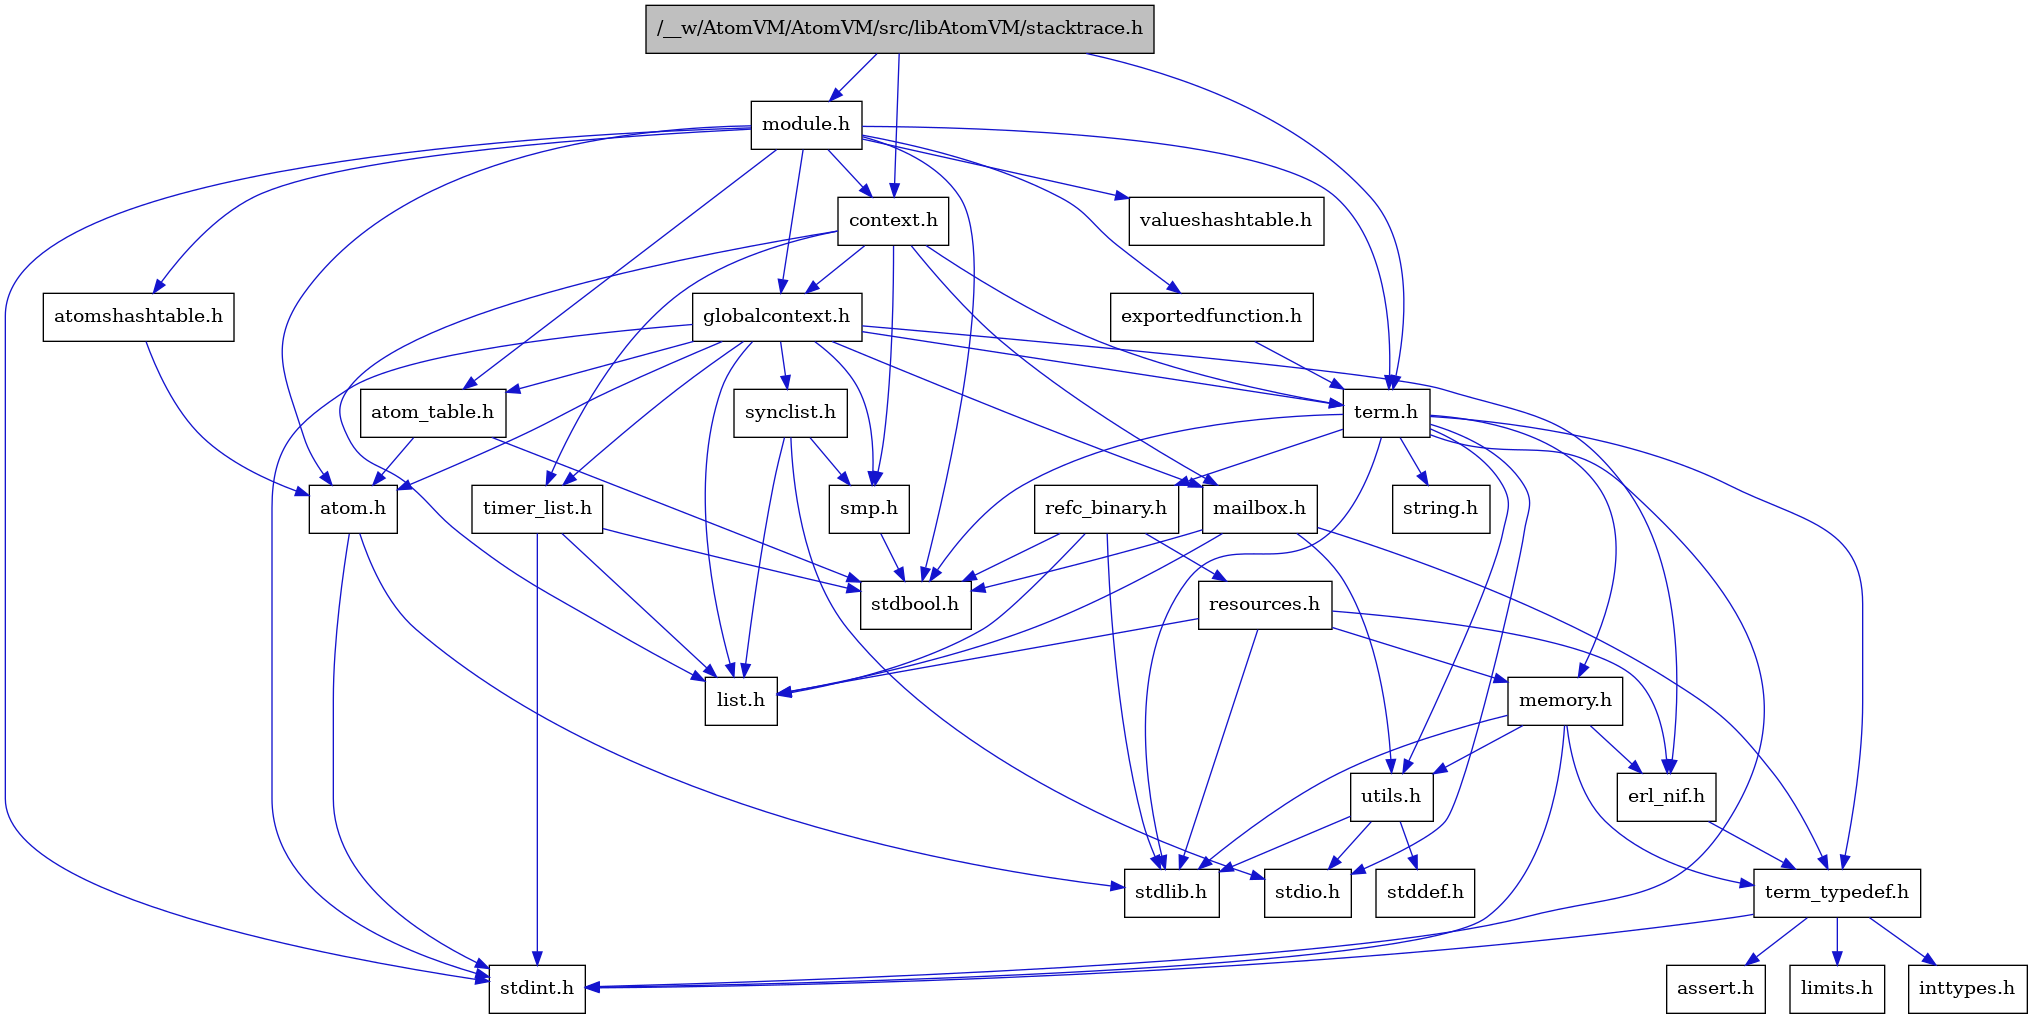 /__w/AtomVM/AtomVM/src/libAtomVM/stacktrace.h
module.h
context.h
valueshashtable.h
atomshashtable.h
globalcontext.h
exportedfunction.h
atom_table.h
synclist.h
term.h
atom.h
timer_list.h
smp.h
refc_binary.h
mailbox.h
string.h
stdbool.h
resources.h
list.h
memory.h
utils.h
erl_nif.h
stdlib.h
stdio.h
stddef.h
term_typedef.h
stdint.h
assert.h
limits.h
inttypes.h